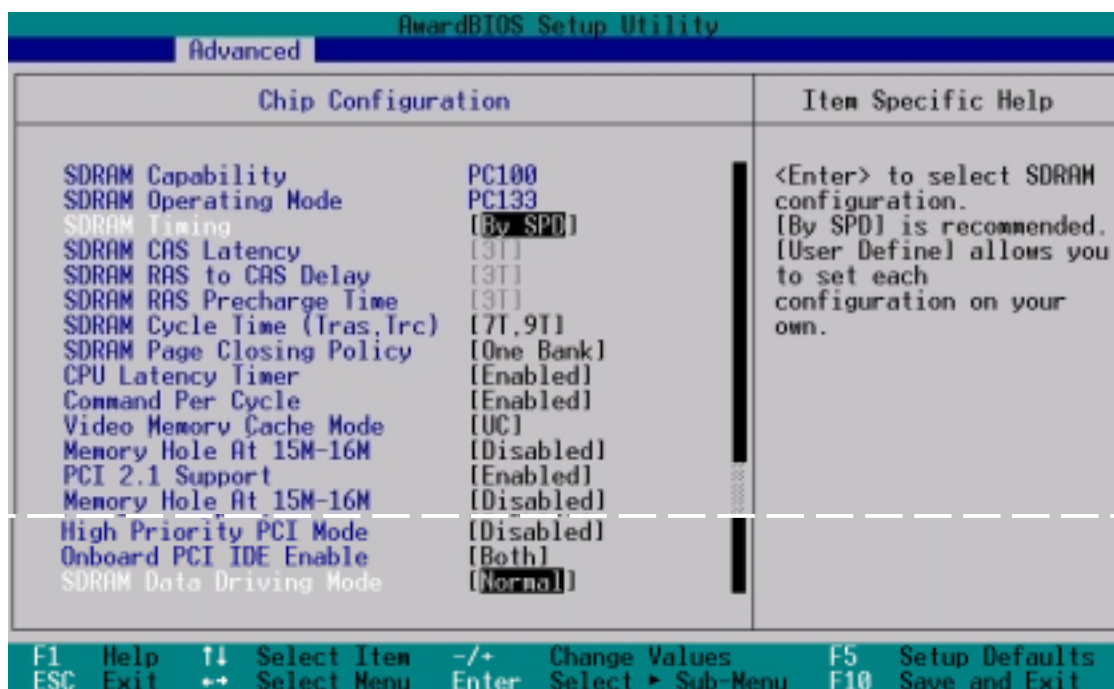 AwardBIOS Setup Utility
Advanced
Chip Configuration
Item Specific Help
SDRAM Capability PC100
SDRAM Operating Mode PC133
SDRAM Timing [By SPD]
SDRAM CAS Latency [3T]
SDRAM RAS to CAS Delay [3T]
SDRAM RAS Precharge Time [3T]
SDRAM Cycle Time (Tras,Trc) [7T,9T]
SDRAM Page Closing Policy [One Bank]
CPU Latency Timer [Enabled]
Command Per Cycle [Enabled]
Video Memory Cache Mode [UC]
Memory Hole At 15M-16M [Disabled]
PCI 2.1 Support [Enabled]
Memory Hole At 15M-16M [Disabled]
High Priority PCI Mode [Disabled]
Onboard PCI IDE Enable [Both]
SDRAM Data Driving Mode [Normal]
<Enter> to select SDRAM
configuration.
[By SPD] is recommended.
[User Define] allows you
to set each
configuration on your
own.
F1 Help ↑↓ Select Item -/+ Change Values F5 Setup Defaults
ESC Exit ←→ Select Menu Enter Select ► Sub-Menu F10 Save and Exit